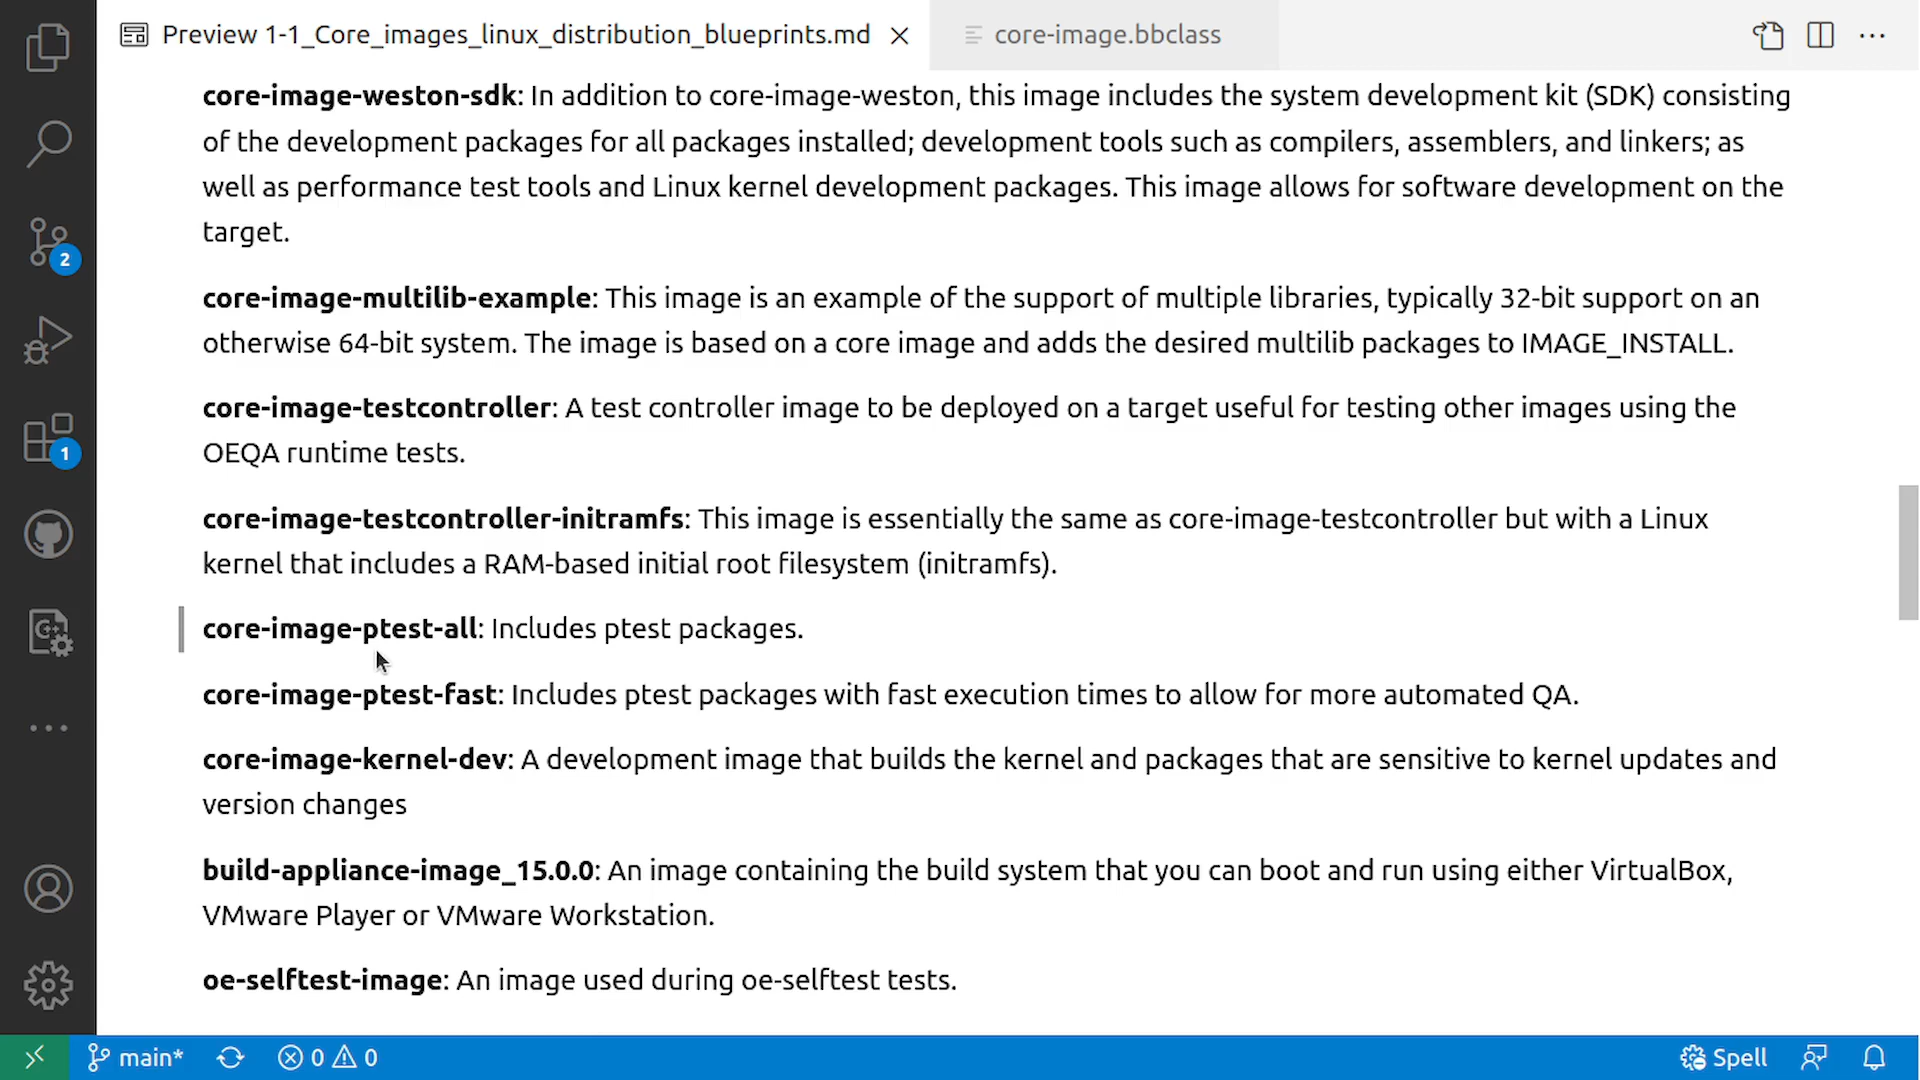 Preview 1-1_Core_images_linux_distribution_blueprints.md
core-image.bbclass
core-image-weston-sdk: In addition to core-image-weston, this image includes the system development kit (SDK) consisting
of the development packages for all packages installed; development tools such as compilers, assemblers, and linkers; as
well as performance test tools and Linux kernel development packages. This image allows for software development on the
target.
core-image-multilib-example: This image is an example of the support of multiple libraries, typically 32-bit support on an
otherwise 64-bit system. The image is based on a core image and adds the desired multilib packages to IMAGE_INSTALL.
core-image-testcontroller: A test controller image to be deployed on a target useful for testing other images using the
OEQA runtime tests.
core-image-testcontroller-initramfs: This image is essentially the same as core-image-testcontroller but with a Linux
kernel that includes a RAM-based initial root filesystem (initramfs).
core-image-ptest-all: Includes ptest packages.
core-image-ptest-fast: Includes ptest packages with fast execution times to allow for more automated QA.
core-image-kernel-dev: A development image that builds the kernel and packages that are sensitive to kernel updates and
version changes
build-appliance-image_15.0.0: An image containing the build system that you can boot and run using either VirtualBox,
VMware Player or VMware Workstation.
oe-selftest-image: An image used during oe-selftest tests.
2
1
main* 0 0 Spell